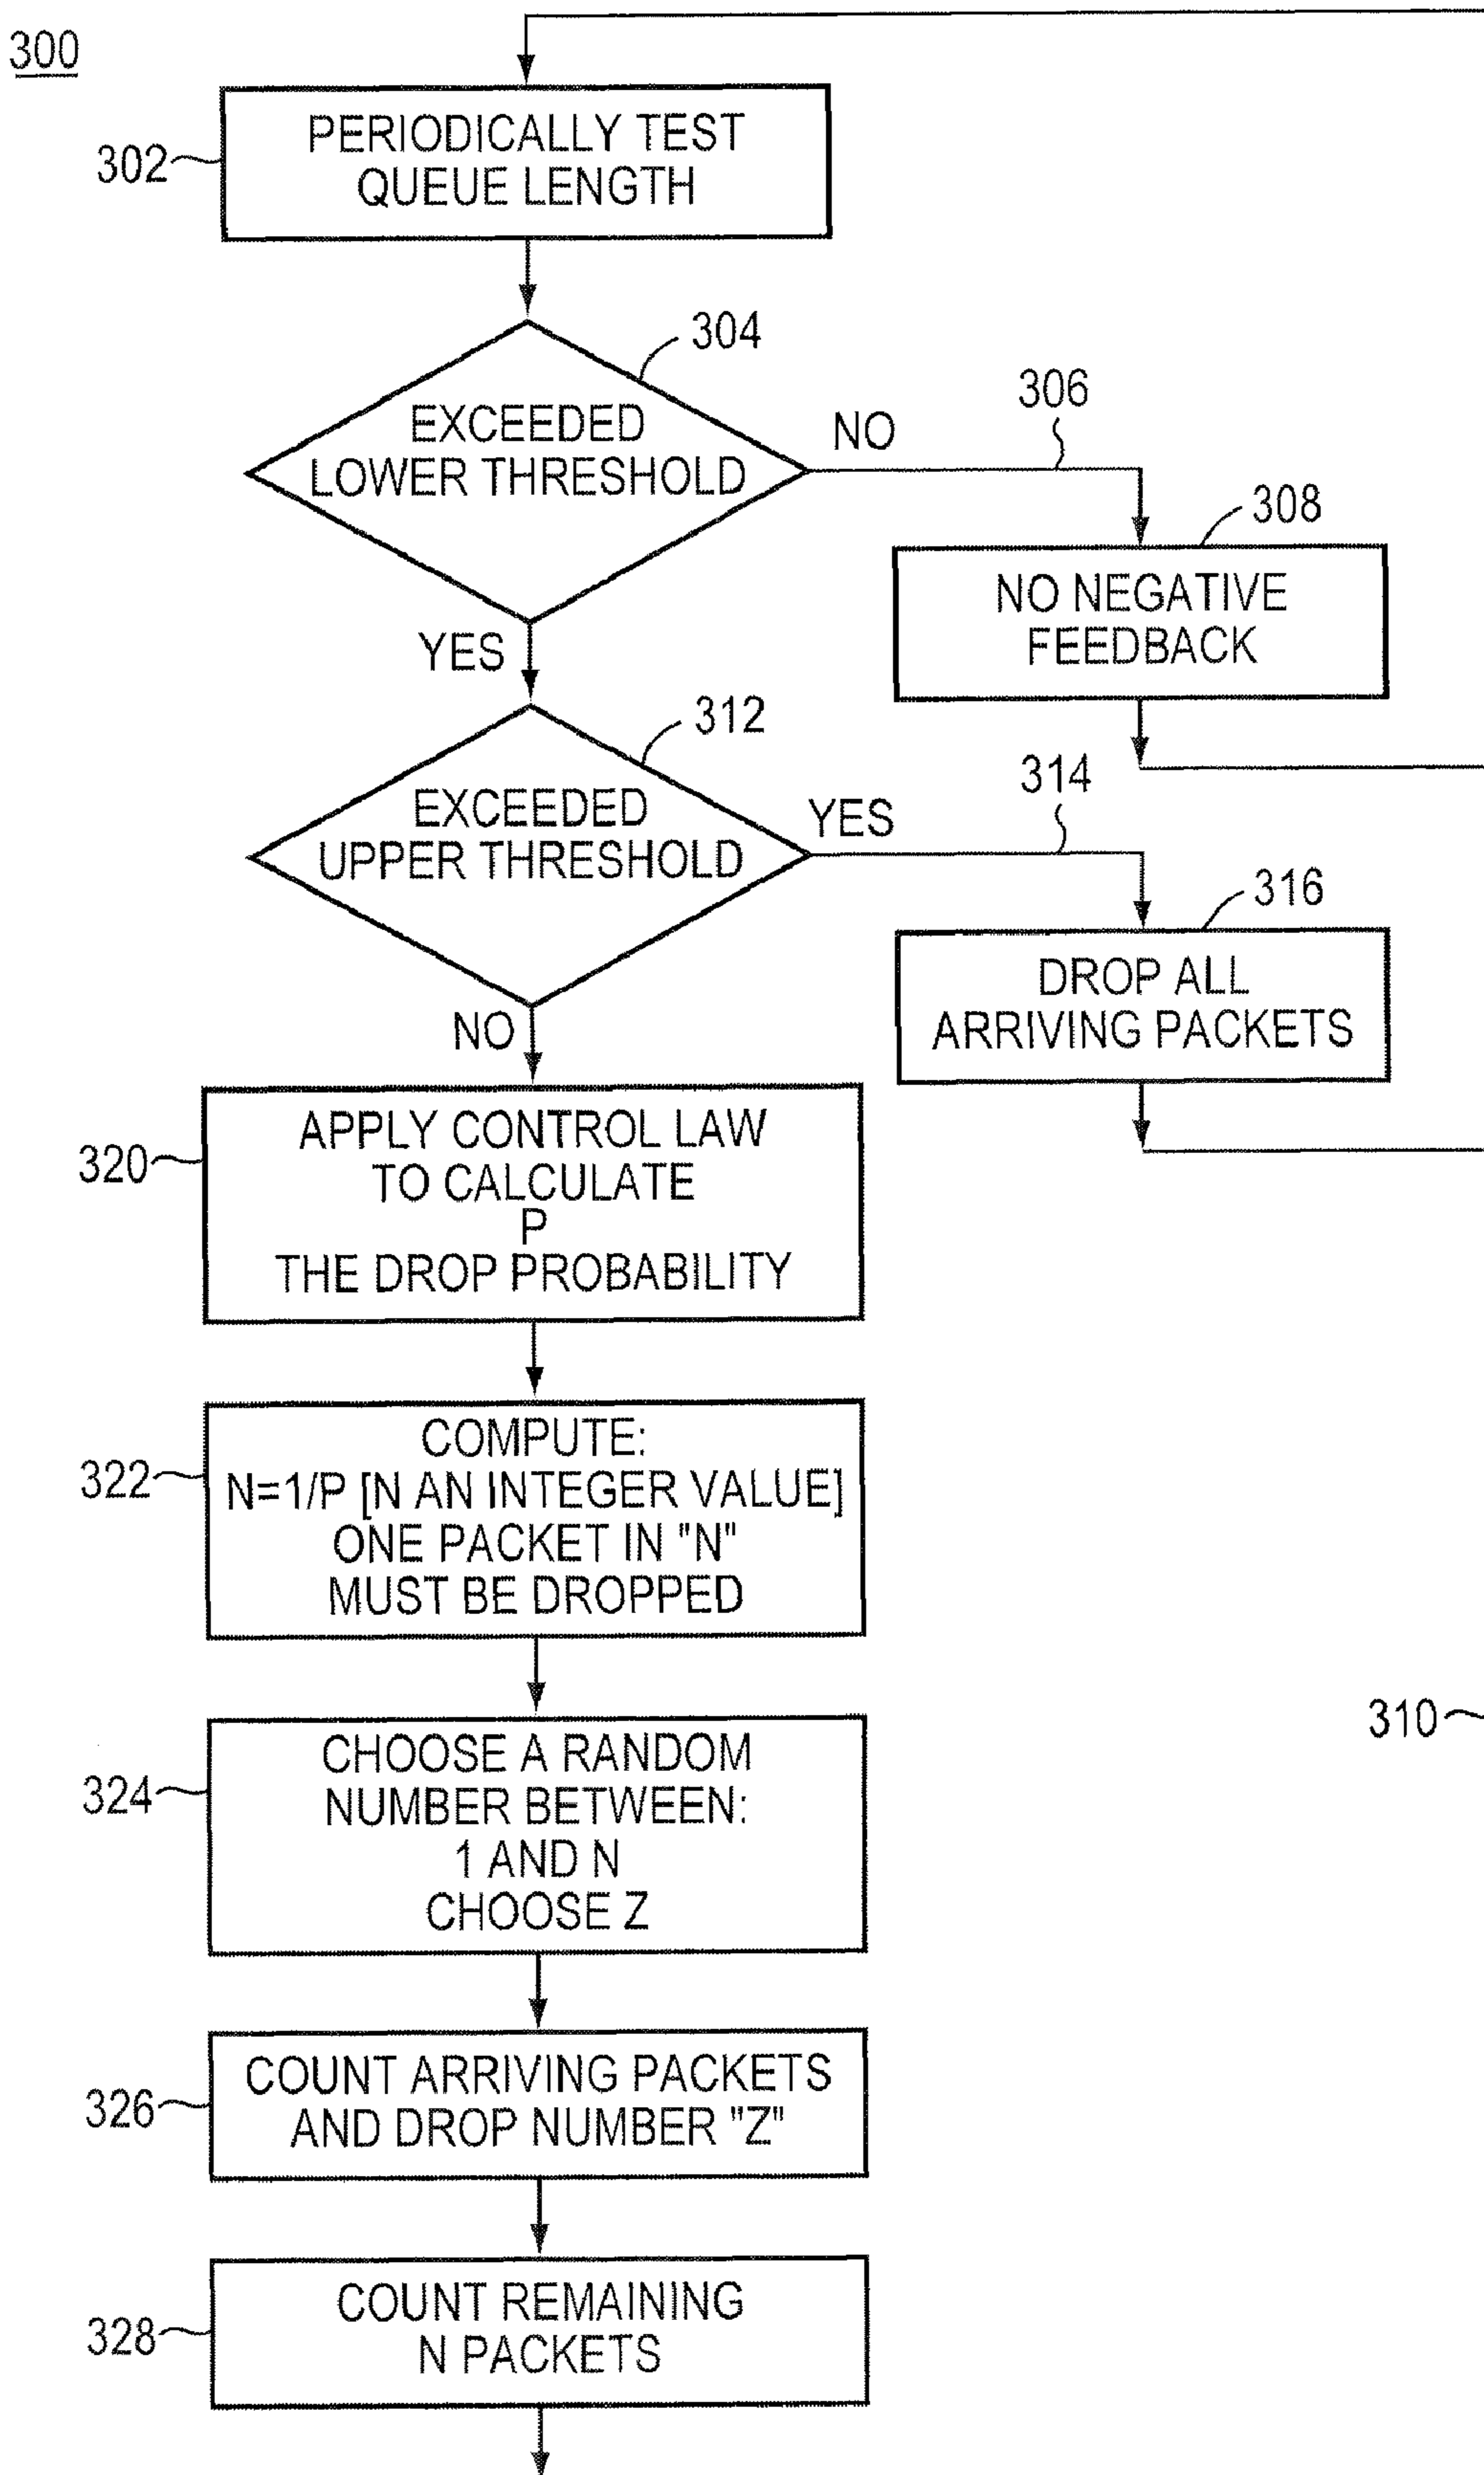 300
302
PERIODICALLY TEST
QUEUE LENGTH
304
EXCEEDED
LOWER THRESHOLD
NO
306
308
NO NEGATIVE
FEEDBACK
YES
312
EXCEEDED
UPPER THRESHOLD
YES
314
316
DROP ALL
ARRIVING PACKETS
NO
320
APPLY CONTROL LAW
TO CALCULATE
P
THE DROP PROBABILITY
322
COMPUTE:
N=1/P [N AN INTEGER VALUE]
ONE PACKET IN "N"
MUST BE DROPPED
310
324
CHOOSE A RANDOM
NUMBER BETWEEN:
1 AND N
CHOOSE Z
326
COUNT ARRIVING PACKETS
AND DROP NUMBER "Z"
328
COUNT REMAINING
N PACKETS